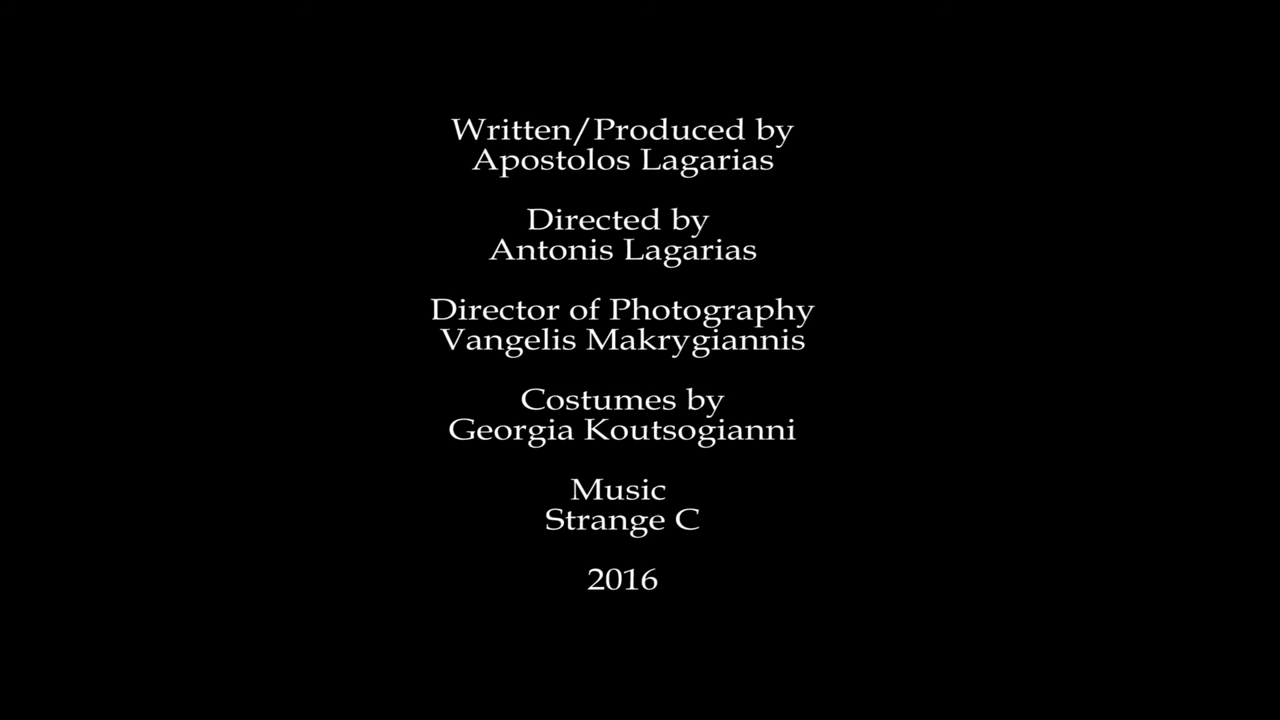 Written/Produced by
Apostolos Lagarias
Directed by
Antonis Lagarias
Director of Photography
Vangelis Makrygiannis
Costumes by
Georgia Koutsogianni
Music
Strange C
2016